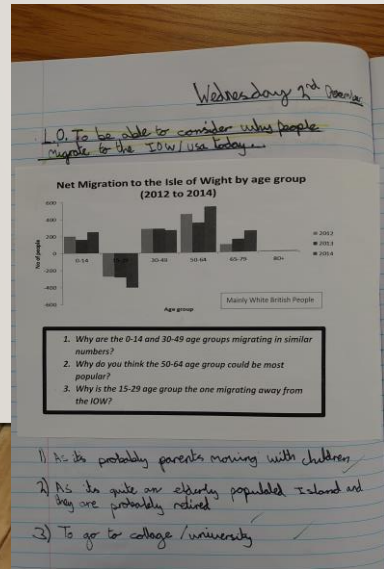 Wednesday 2nd December
L.O. To be able to consider why people
migrate to the IOW/usa today.
Net Migration to the Isle of Wight by age group
(2012 to 2014)
600
400
200
0
-200
-400
-600
No of people
0-14
15-29
30-49
50-64
65-79
80+
2012
2013
2014
Age group
Mainly White British People
1. Why are the 0-14 and 30-49 age groups migrating in similar
numbers?
2. Why do you think the 50-64 age group could be most
popular?
3. Why is the 15-29 age group the one migrating away from
the IOW?
1) As its probably parents moving with children
2) As its quite an elderly populated Island and
they are probably retired
3) To go to collage / university